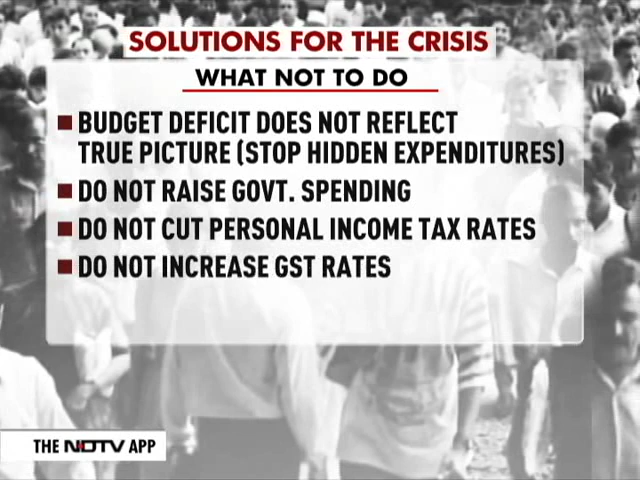 SOLUTIONS FOR THE CRISIS
WHAT NOT TO DO
BUDGET DEFICIT DOES NOT REFLECT
TRUE PICTURE (STOP HIDDEN EXPENDITURES)
DO NOT RAISE GOVT. SPENDING
DO NOT CUT PERSONAL INCOME TAX RATES
DO NOT INCREASE GST RATES
THE NDTV APP